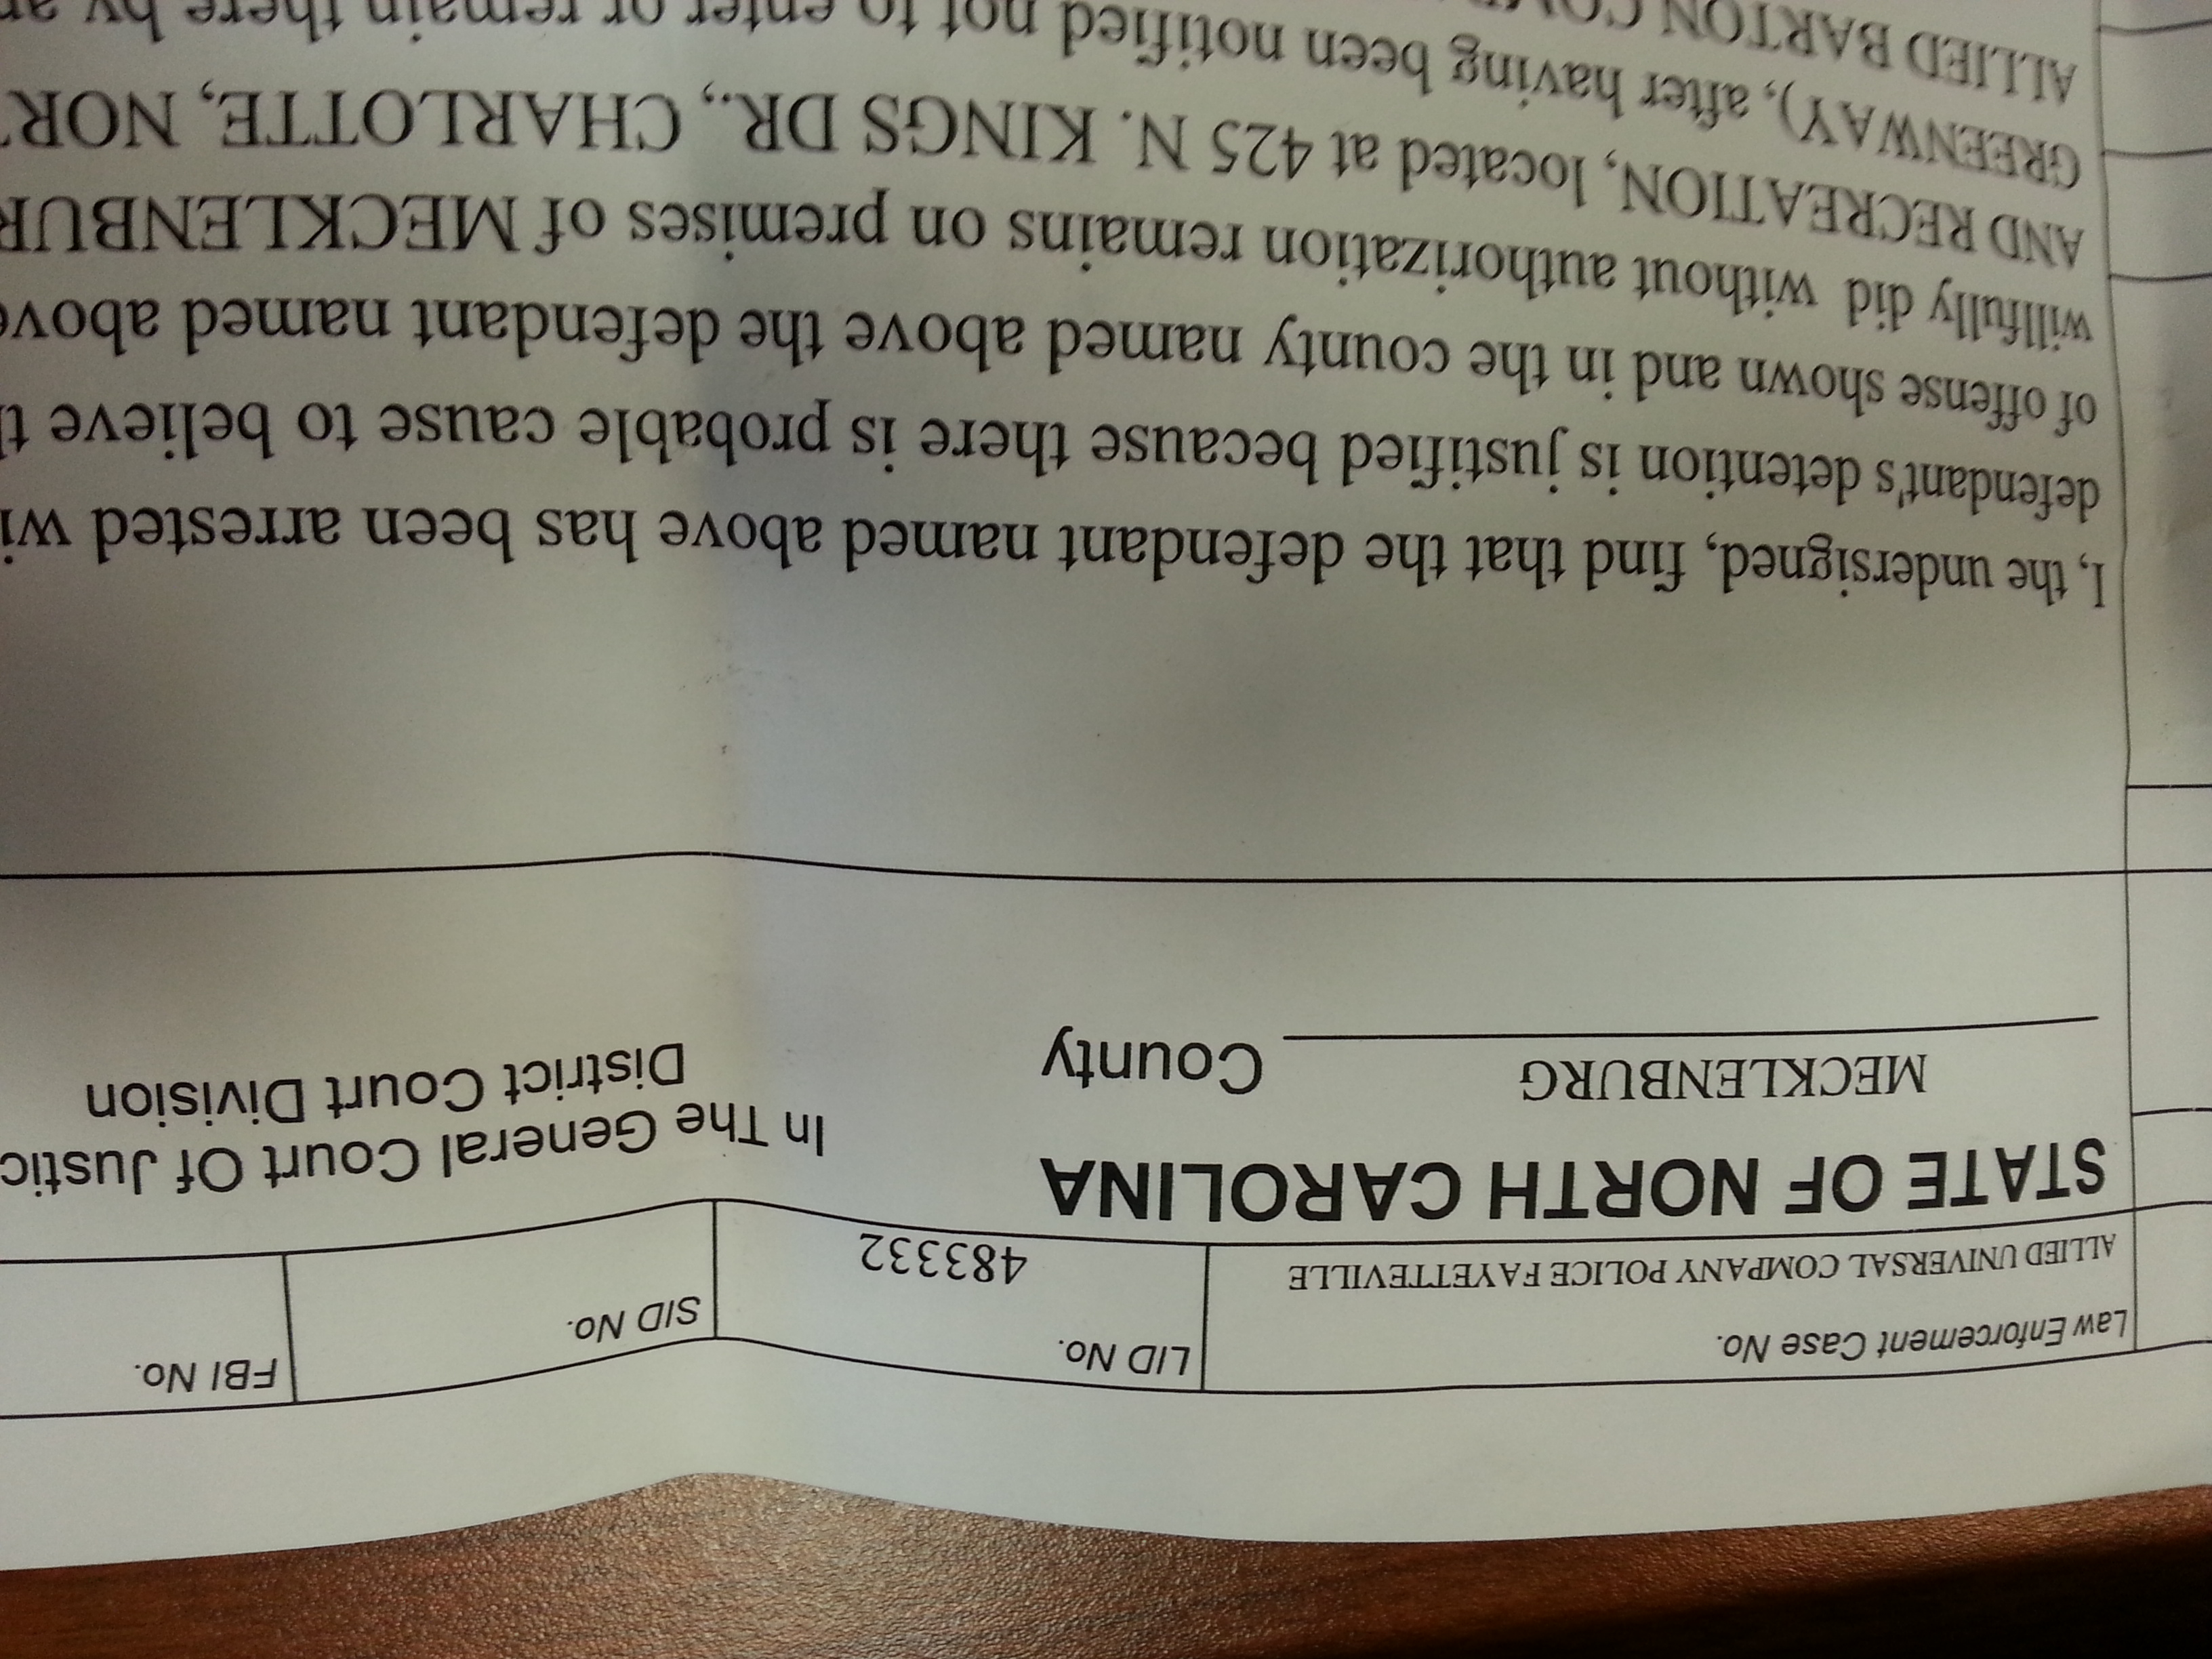 Law Enforcement Case No. LID No. SID No. FBI No.
ALLIED UNIVERSAL COMPANY POLICE FAYETTEVILLE 483332
STATE OF NORTH CAROLINA
MECKLENBURG County
In The General Court Of Justic
District Court Division
I, the undersigned, find that the defendant named above has been arrested wi
defendant's detention is justified because there is probable cause to believe t
of offense shown and in the county named above the defendant named above
willfully did without authorization remains on premises of MECKLENBUR
AND RECREATION, located at 425 N. KINGS DR., CHARLOTTE, NOR
GREENWAY), after having been notified not to enter or remain there by
ALLIED BARTON